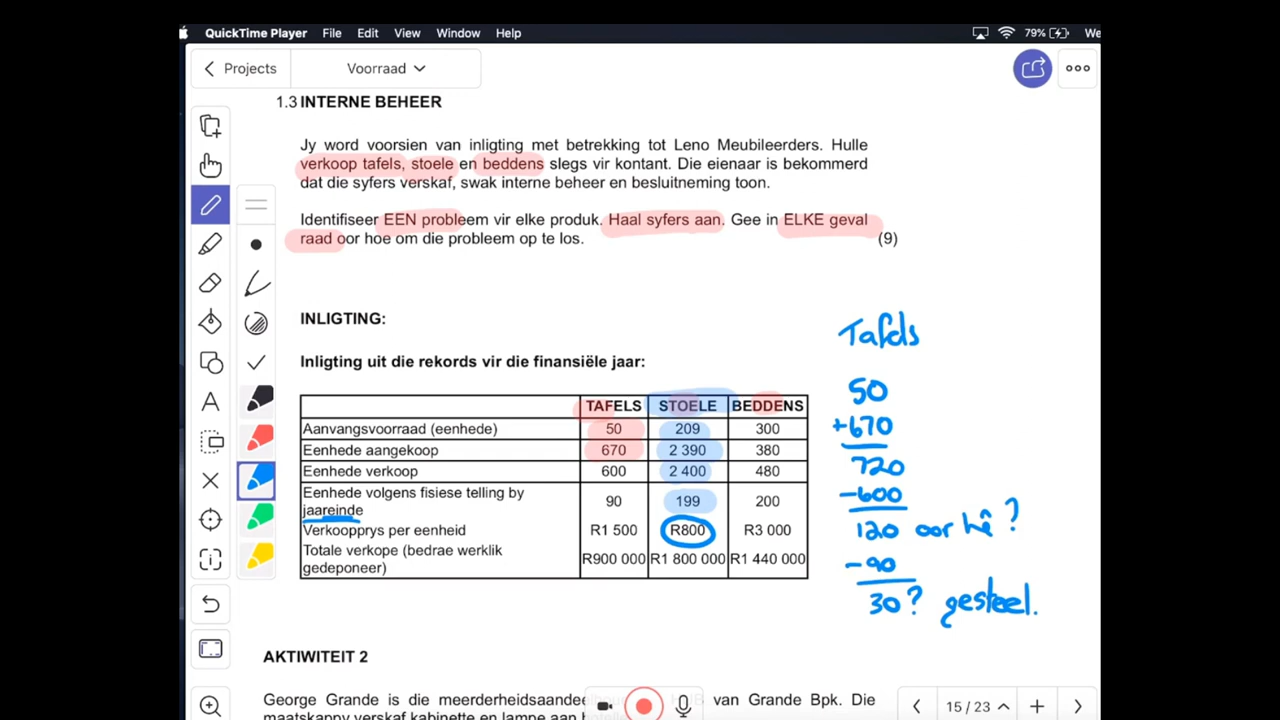 QuickTime Player File Edit View Window Help 79% We
Projects Voorraad
1.3 INTERNE BEHEER
Jy word voorsien van inligting met betrekking tot Leno Meubileerders. Hulle
verkoop tafels, stoele en beddens slegs vir kontant. Die eienaar is bekommerd
dat die syfers verskaf, swak interne beheer en besluitneming toon.
Identifiseer EEN probleem vir elke produk. Haal syfers aan. Gee in ELKE geval
raad oor hoe om die probleem op te los. (9)
INLIGTING:
Inligting uit die rekords vir die finansiële jaar:
TAFELS STOELE BEDDENS
Aanvangsvoorraad (eenhede) 50 209 300
Eenhede aangekoop 670 2 390 380
Eenhede verkoop 600 2 400 480
Eenhede volgens fisiese telling by
jaareinde 90 199 200
Verkoopprys per eenheid R1 500 R800 R3 000
Totale verkope (bedrae werklik
gedeponeer) R900 000 R1 800 000 R1 440 000
Tafels
50
+670
720
-600
120 oor hê ?
-90
30? gesteel.
AKTIWITEIT 2
George Grande is die van Grande Bpk. Die
15 / 23